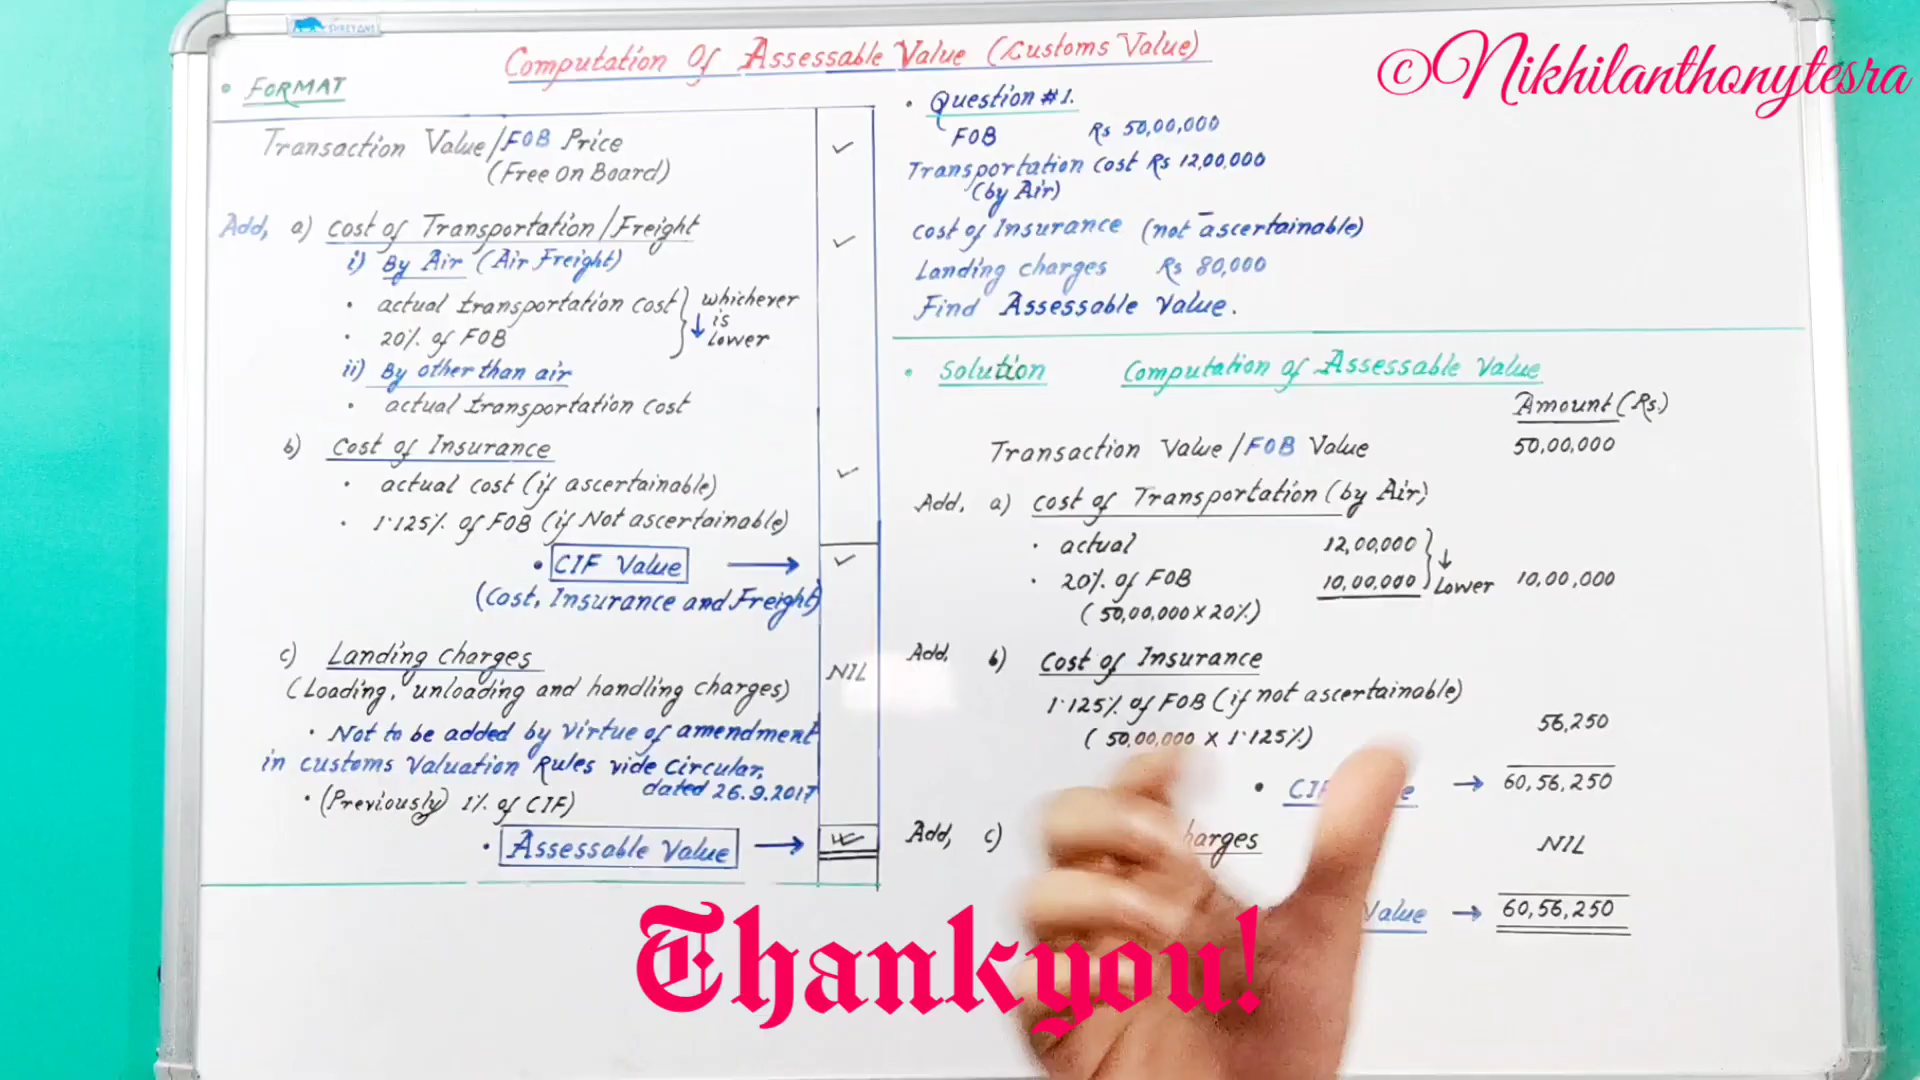 SHREYANS
©Nikhilanthonytesra
Computation Of Assessable Value (Customs Value)
• FORMAT
Transaction Value/FOB Price ✓
(Free On Board)
Add, a) Cost of Transportation/Freight ✓
i) By Air (Air Freight)
• actual transportation cost } whichever
↓ is
• 20% of FOB Lower
ii) By other than air
• actual transportation cost
b) Cost of Insurance
• actual cost (if ascertainable) ✓
• 1.125% of FOB (if Not ascertainable)
• CIF Value → ✓
(Cost, Insurance and Freight)
c) Landing charges NIL
(Loading, unloading and handling charges)
• Not to be added by virtue of amendment
in customs valuation Rules vide Circular,
dated 26.9.2017
• (Previously) 1% of CIF)
• Assessable Value →
• Question #1.
FOB Rs 50,00,000
Transportation cost Rs 12,00,000
(by Air)
Cost of Insurance (not ascertainable)
Landing charges Rs 80,000
Find Assessable Value.
• Solution Computation of Assessable Value
Amount (Rs.)
Transaction Value/FOB Value 50,00,000
Add, a) Cost of Transportation (by Air)
• actual 12,00,000
• 20% of FOB 10,00,000 } ↓ Lower 10,00,000
(50,00,000 x 20%)
Add, b) Cost of Insurance
1.125% of FOB (if not ascertainable) 56,250
(50,00,000 x 1.125%)
• CIF → 60,56,250
Add, c) charges NIL
Value → 60,56,250
Thankyou!